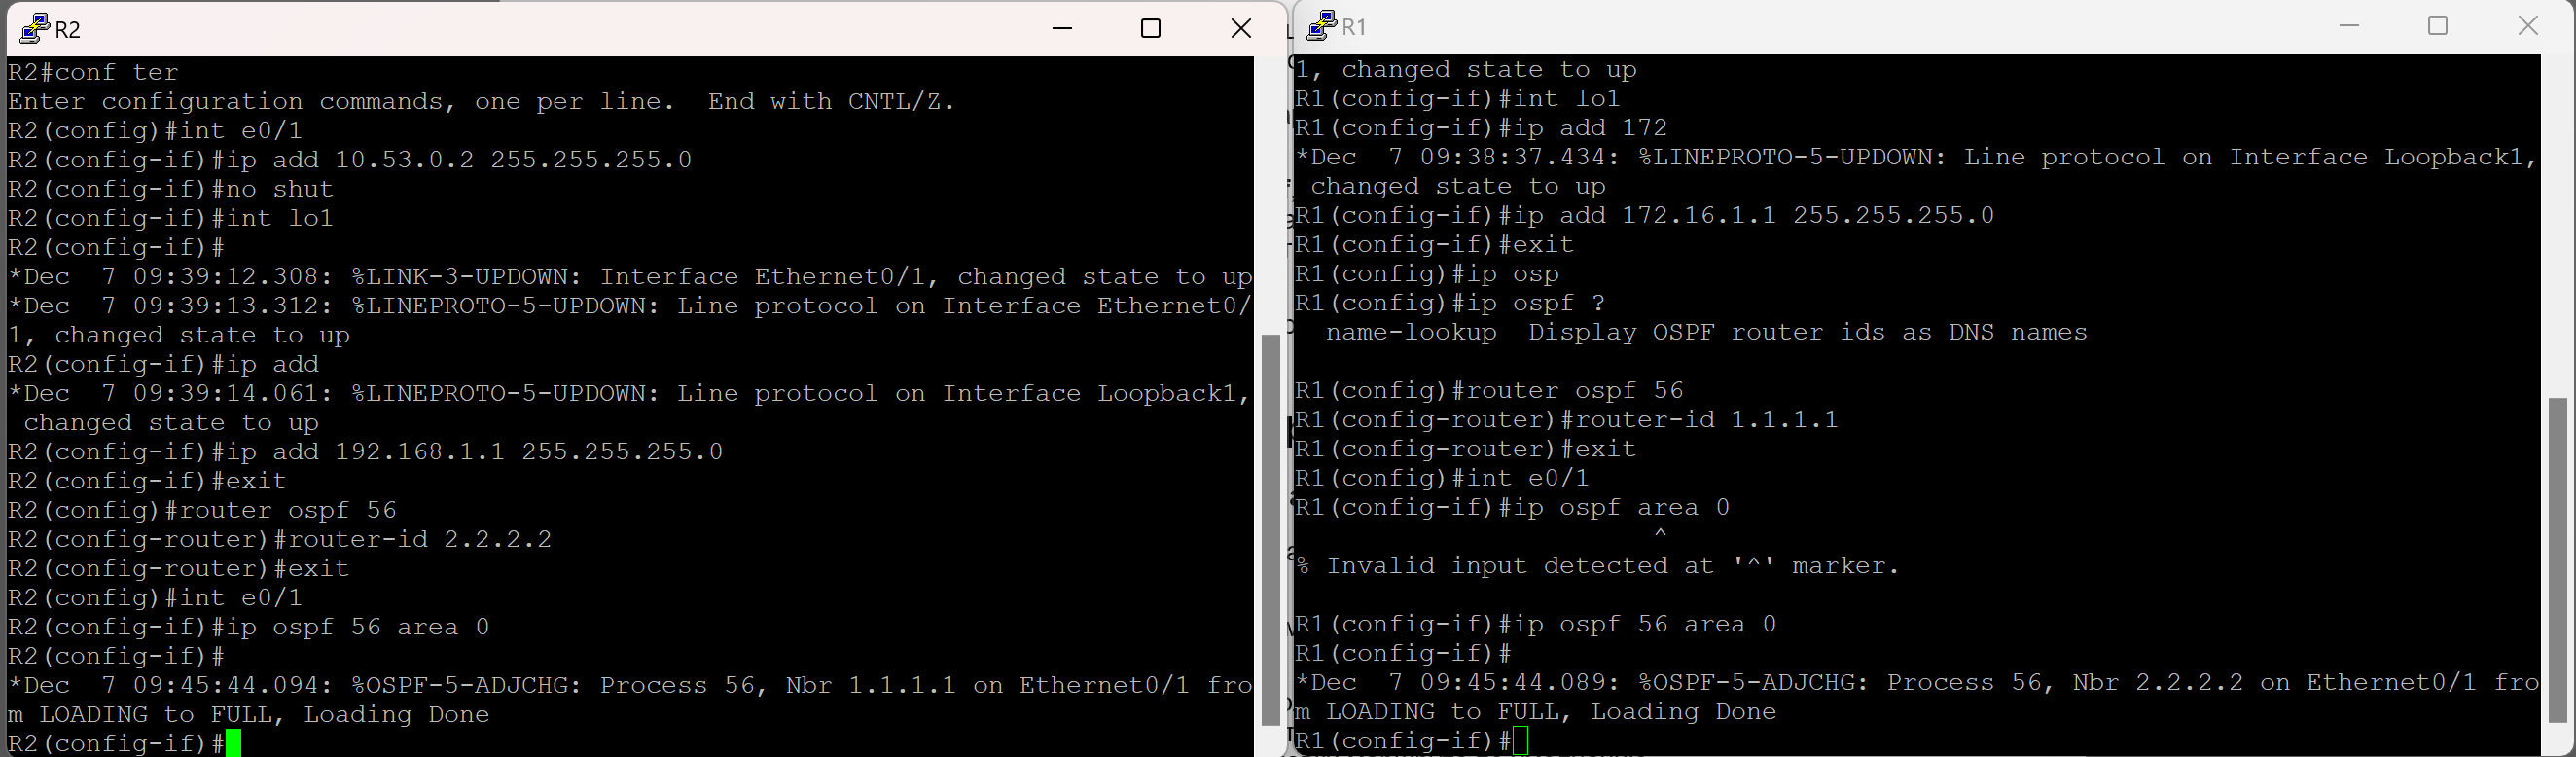 R2
R2#conf ter
Enter configuration commands, one per line.  End with CNTL/Z.
R2(config)#int e0/1
R2(config-if)#ip add 10.53.0.2 255.255.255.0
R2(config-if)#no shut
R2(config-if)#int lo1
R2(config-if)#
*Dec  7 09:39:12.308: %LINK-3-UPDOWN: Interface Ethernet0/1, changed state to up
*Dec  7 09:39:13.312: %LINEPROTO-5-UPDOWN: Line protocol on Interface Ethernet0/
1, changed state to up
R2(config-if)#ip add
*Dec  7 09:39:14.061: %LINEPROTO-5-UPDOWN: Line protocol on Interface Loopback1,
 changed state to up
R2(config-if)#ip add 192.168.1.1 255.255.255.0
R2(config-if)#exit
R2(config)#router ospf 56
R2(config-router)#router-id 2.2.2.2
R2(config-router)#exit
R2(config)#int e0/1
R2(config-if)#ip ospf 56 area 0
R2(config-if)#
*Dec  7 09:45:44.094: %OSPF-5-ADJCHG: Process 56, Nbr 1.1.1.1 on Ethernet0/1 fro
m LOADING to FULL, Loading Done
R2(config-if)#
R1
1, changed state to up
R1(config-if)#int lo1
R1(config-if)#ip add 172
*Dec  7 09:38:37.434: %LINEPROTO-5-UPDOWN: Line protocol on Interface Loopback1,
 changed state to up
R1(config-if)#ip add 172.16.1.1 255.255.255.0
R1(config-if)#exit
R1(config)#ip osp
R1(config)#ip ospf ?
  name-lookup  Display OSPF router ids as DNS names
R1(config)#router ospf 56
R1(config-router)#router-id 1.1.1.1
R1(config-router)#exit
R1(config)#int e0/1
R1(config-if)#ip ospf area 0
                       ^
% Invalid input detected at '^' marker.
R1(config-if)#ip ospf 56 area 0
R1(config-if)#
*Dec  7 09:45:44.089: %OSPF-5-ADJCHG: Process 56, Nbr 2.2.2.2 on Ethernet0/1 fro
m LOADING to FULL, Loading Done
R1(config-if)#